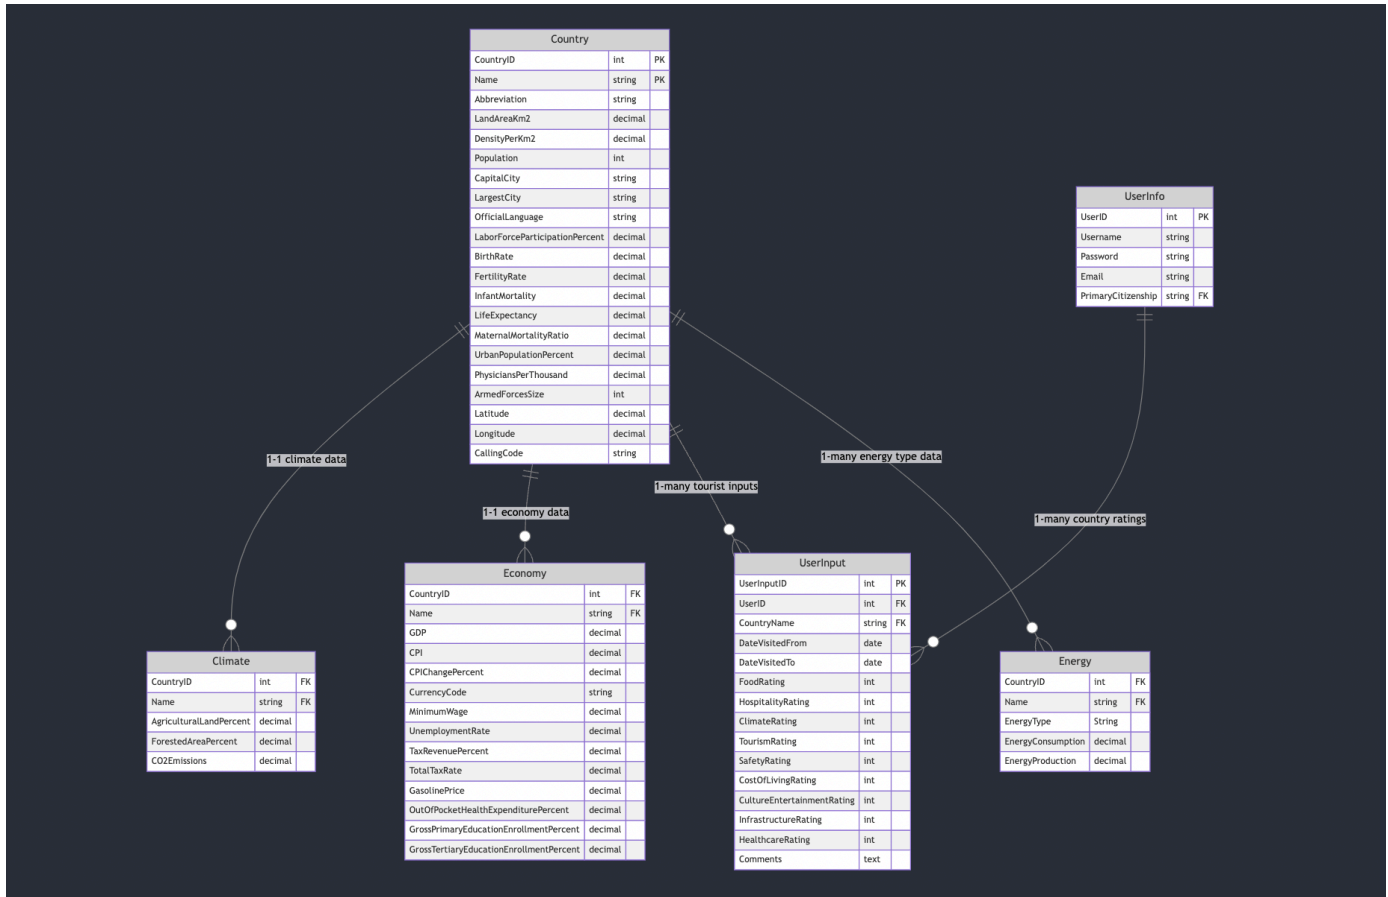 Country
CountryID int PK
Name string PK
Abbreviation string
LandAreaKm2 decimal
DensityPerKm2 decimal
Population int
CapitalCity string
LargestCity string
OfficialLanguage string
LaborForceParticipationPercent decimal
BirthRate decimal
FertilityRate decimal
InfantMortality decimal
LifeExpectancy decimal
MaternalMortalityRatio decimal
UrbanPopulationPercent decimal
PhysiciansPerThousand decimal
ArmedForcesSize int
Latitude decimal
Longitude decimal
CallingCode string
UserInfo
UserID int PK
Username string
Password string
Email string
PrimaryCitizenship string FK
1-1 climate data
1-1 economy data
1-many tourist inputs
1-many energy type data
1-many country ratings
Climate
CountryID int FK
Name string FK
AgriculturalLandPercent decimal
ForestedAreaPercent decimal
CO2Emissions decimal
Economy
CountryID int FK
Name string FK
GDP decimal
CPI decimal
CPIChangePercent decimal
CurrencyCode string
MinimumWage decimal
UnemploymentRate decimal
TaxRevenuePercent decimal
TotalTaxRate decimal
GasolinePrice decimal
OutOfPocketHealthExpenditurePercent decimal
GrossPrimaryEducationEnrollmentPercent decimal
GrossTertiaryEducationEnrollmentPercent decimal
UserInput
UserInputID int PK
UserID int FK
CountryName string FK
DateVisitedFrom date
DateVisitedTo date
FoodRating int
HospitalityRating int
ClimateRating int
TourismRating int
SafetyRating int
CostOfLivingRating int
CultureEntertainmentRating int
InfrastructureRating int
HealthcareRating int
Comments text
Energy
CountryID int FK
Name string FK
EnergyType String
EnergyConsumption decimal
EnergyProduction decimal